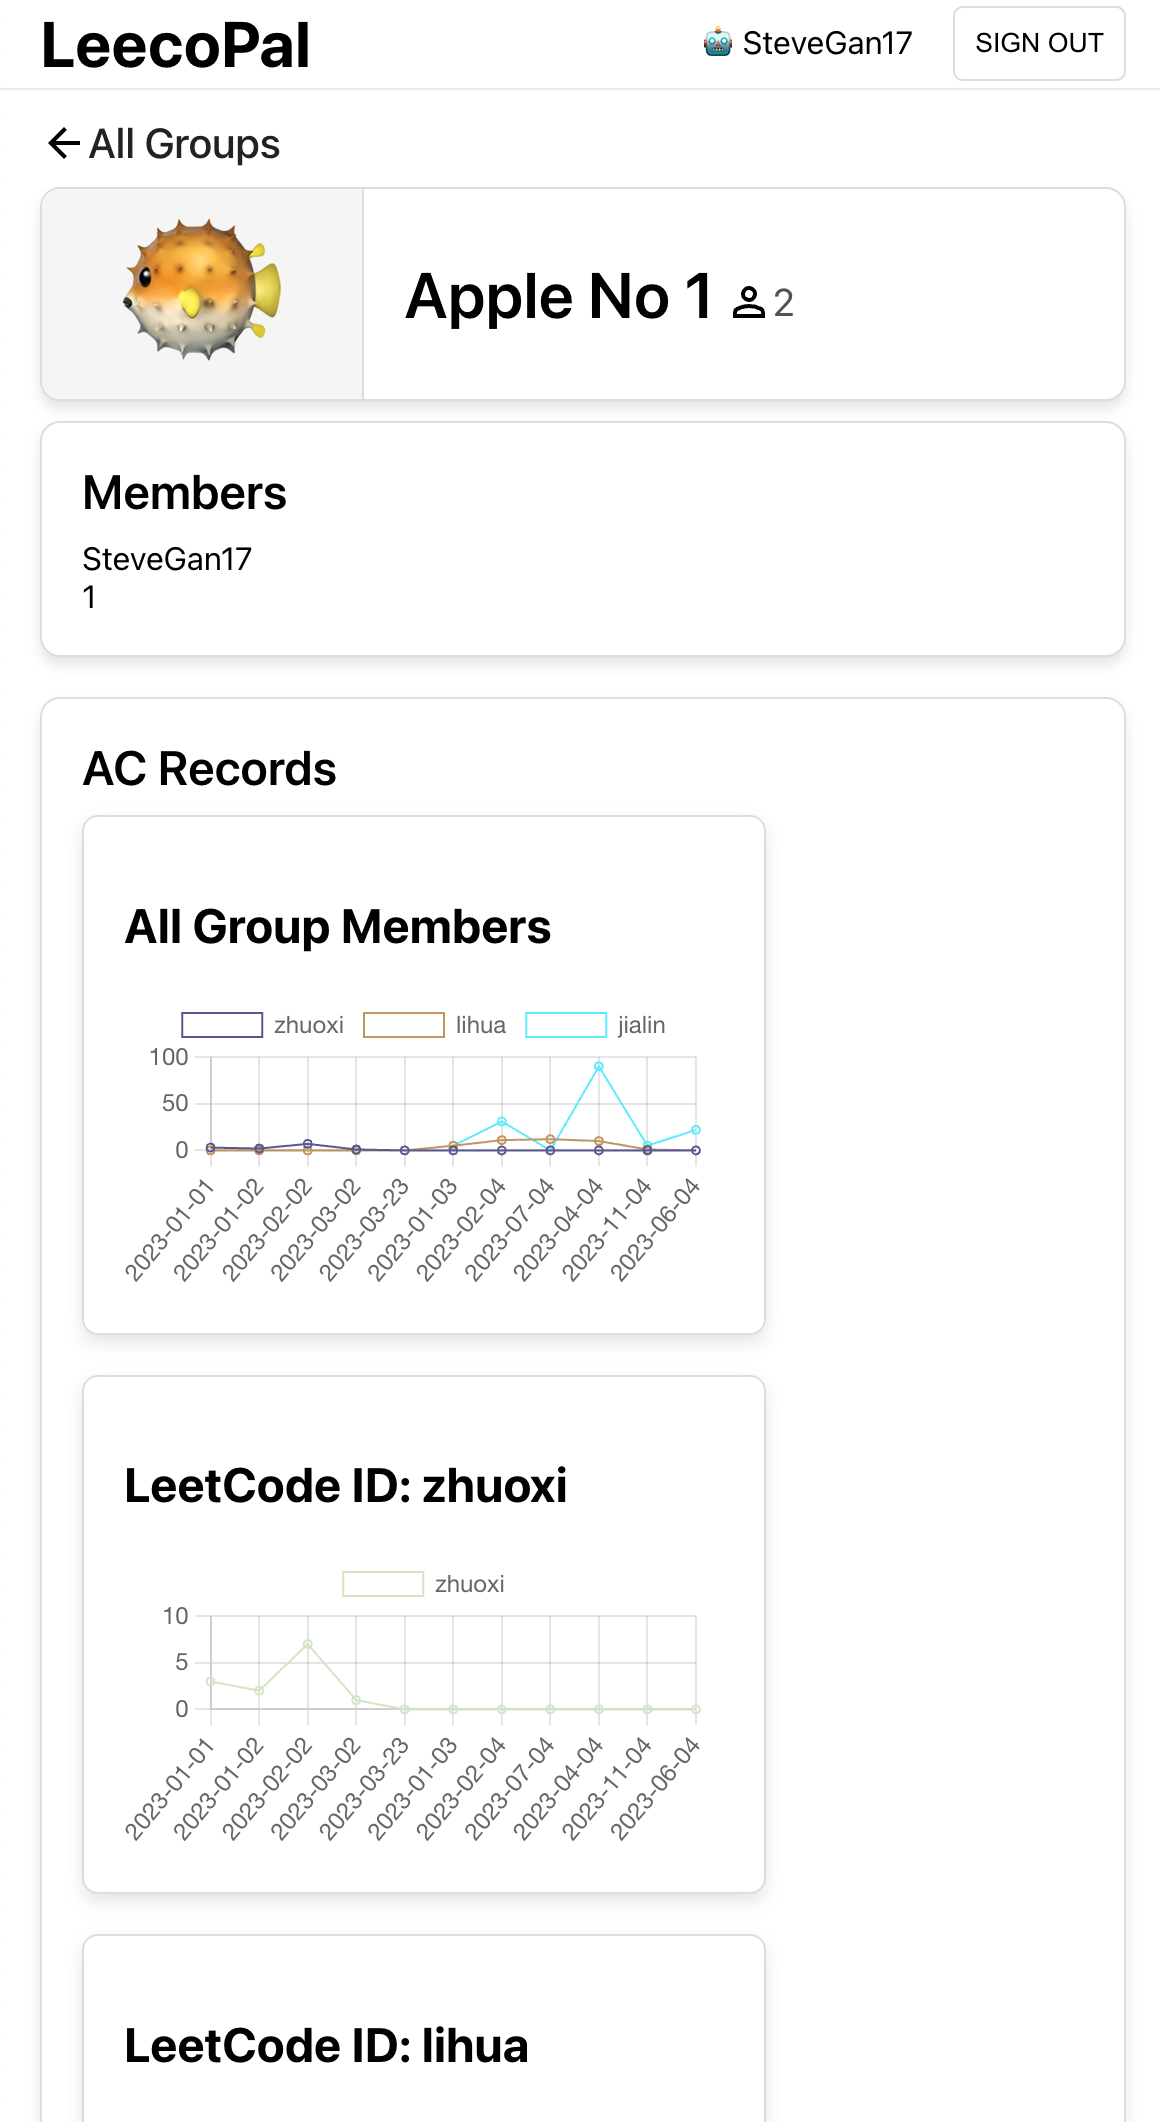 LeecoPal
SteveGan17
SIGN OUT
All Groups
Apple No 1 2
Members
SteveGan17
1
AC Records
All Group Members
zhuoxi lihua jialin
100
50
0
2023-01-01 2023-01-02 2023-02-02 2023-03-02 2023-03-23 2023-01-03 2023-02-04 2023-07-04 2023-04-04 2023-11-04 2023-06-04
LeetCode ID: zhuoxi
zhuoxi
10
5
0
2023-01-01 2023-01-02 2023-02-02 2023-03-02 2023-03-23 2023-01-03 2023-02-04 2023-07-04 2023-04-04 2023-11-04 2023-06-04
LeetCode ID: lihua